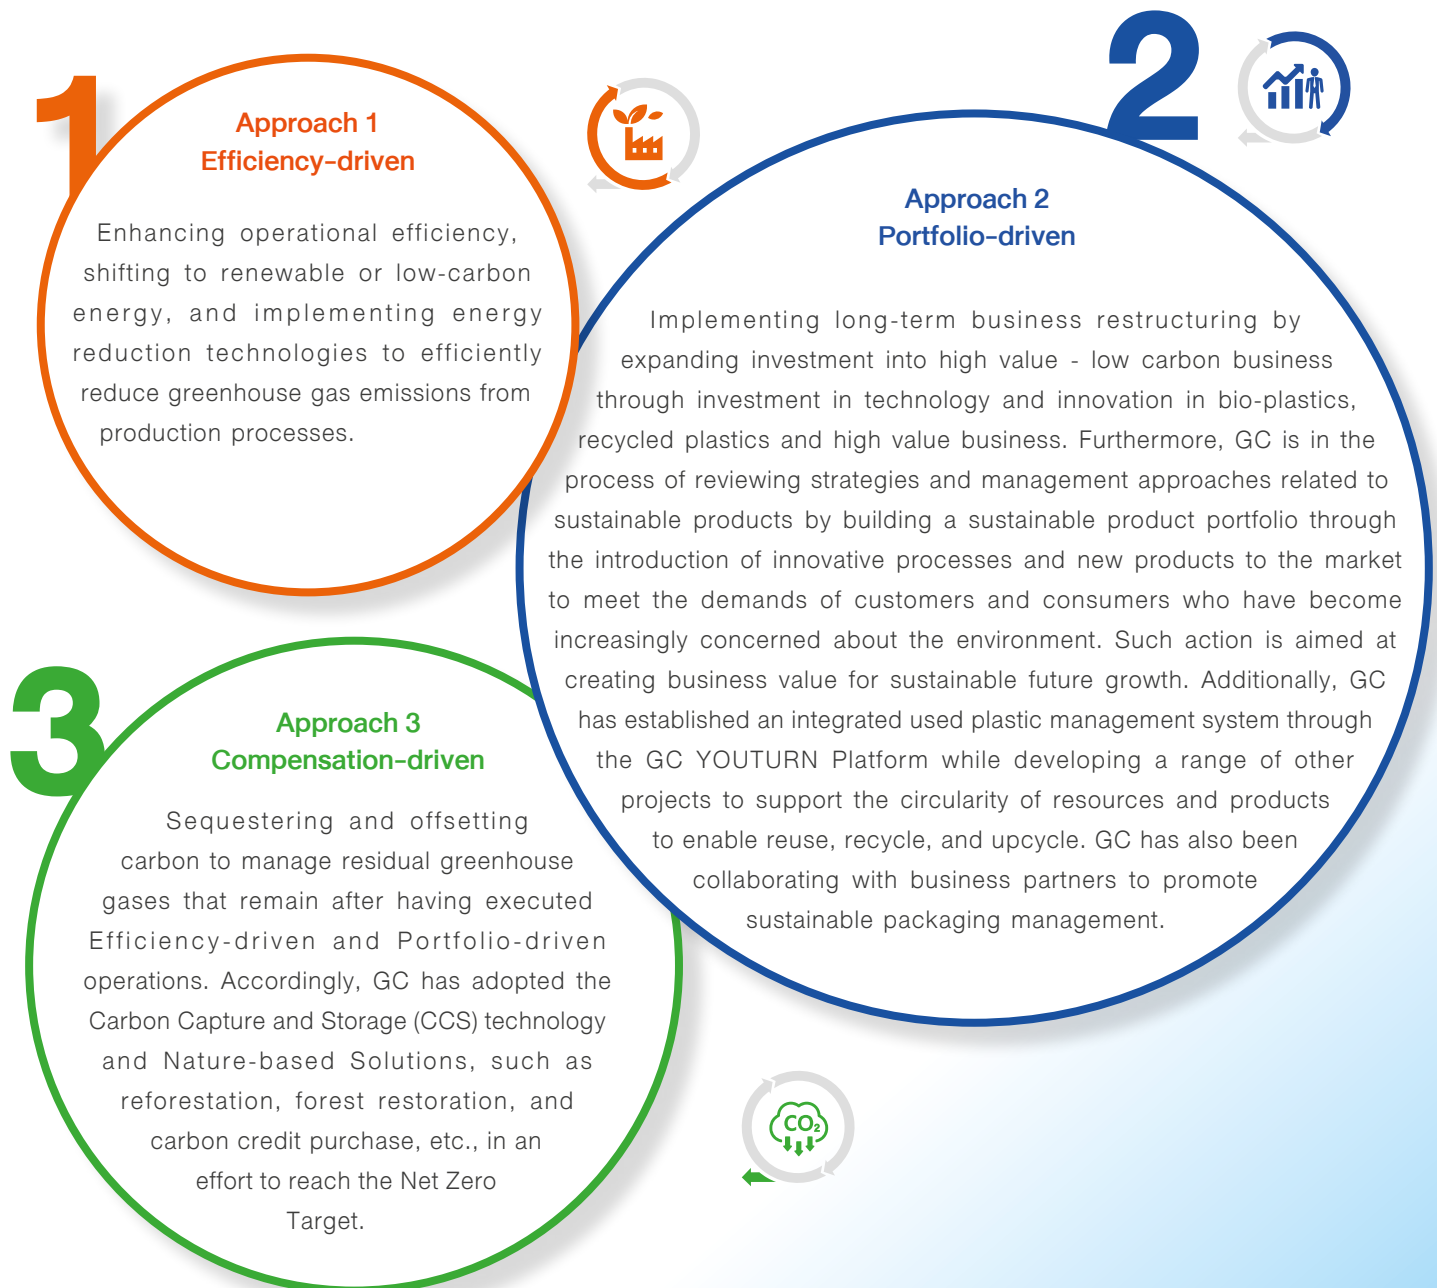 1
Approach 1
Efficiency-driven
Enhancing operational efficiency,
shifting to renewable or low-carbon
energy, and implementing energy
reduction technologies to efficiently
reduce greenhouse gas emissions from
production processes.
2
Approach 2
Portfolio-driven
Implementing long-term business restructuring by
expanding investment into high value - low carbon business
through investment in technology and innovation in bio-plastics,
recycled plastics and high value business. Furthermore, GC is in the
process of reviewing strategies and management approaches related to
sustainable products by building a sustainable product portfolio through
the introduction of innovative processes and new products to the market
to meet the demands of customers and consumers who have become
increasingly concerned about the environment. Such action is aimed at
creating business value for sustainable future growth. Additionally, GC
has established an integrated used plastic management system through
the GC YOUTURN Platform while developing a range of other
projects to support the circularity of resources and products
to enable reuse, recycle, and upcycle. GC has also been
collaborating with business partners to promote
sustainable packaging management.
3
Approach 3
Compensation-driven
Sequestering and offsetting
carbon to manage residual greenhouse
gases that remain after having executed
Efficiency-driven and Portfolio-driven
operations. Accordingly, GC has adopted the
Carbon Capture and Storage (CCS) technology
and Nature-based Solutions, such as
reforestation, forest restoration, and
carbon credit purchase, etc., in an
effort to reach the Net Zero
Target.
CO₂